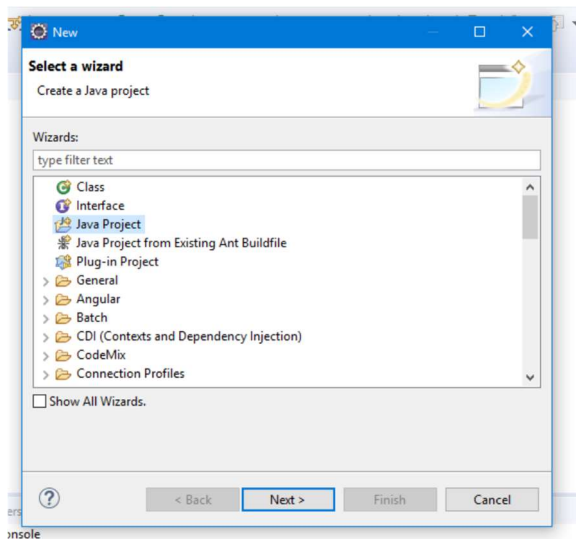 New
Select a wizard
Create a Java project
Wizards:
type filter text
Class
Interface
Java Project
Java Project from Existing Ant Buildfile
Plug-in Project
General
Angular
Batch
CDI (Contexts and Dependency Injection)
CodeMix
Connection Profiles
Show All Wizards.
< Back Next > Finish Cancel
onsole